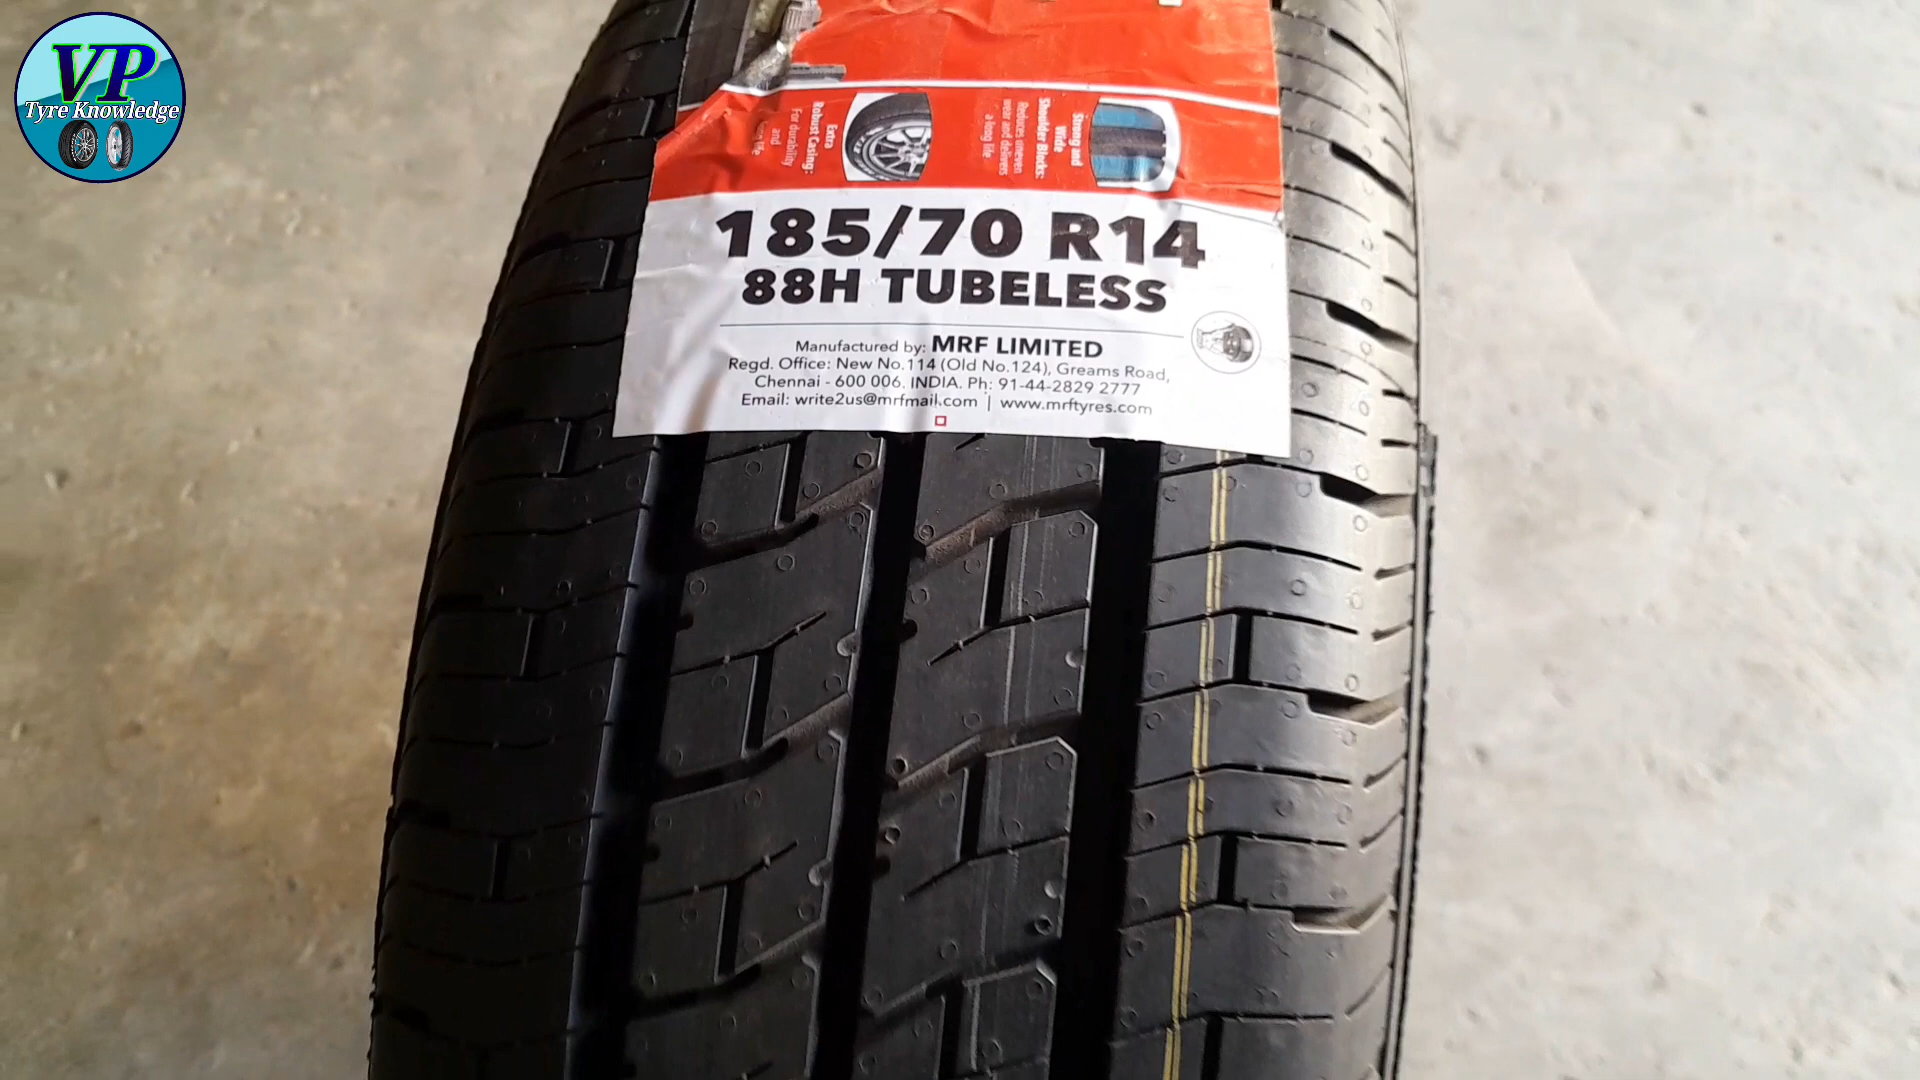 VP
Tyre Knowledge
Extra
Robust Casing:
For durability
and
Strong and
Wide
Shoulder Blocks:
Reduces uneven
wear and delivers
a long life
185/70 R14
88H TUBELESS
Manufactured by: MRF LIMITED
Regd. Office: New No.114 (Old No.124), Greams Road,
Chennai - 600 006. INDIA. Ph: 91-44-2829 2777
Email: write2us@mrfmail.com | www.mrftyres.com